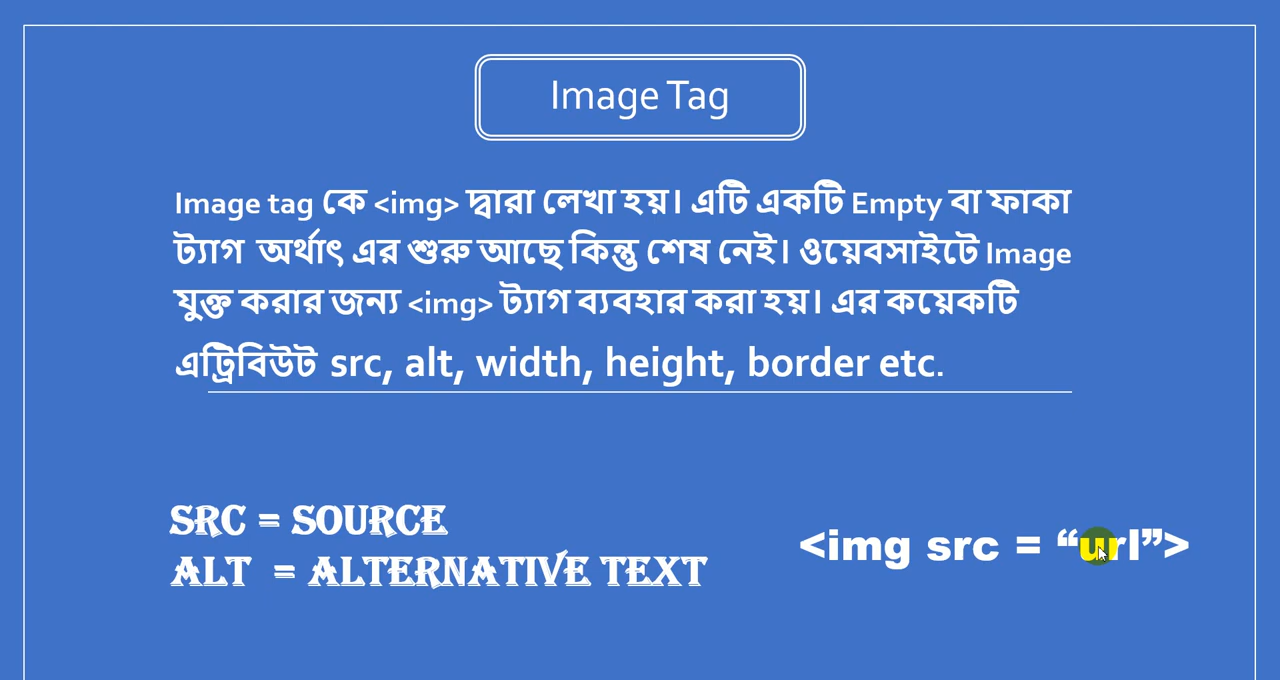 Image Tag
Image tag কে <img> দ্বারা লেখা হয়। এটি একটি Empty বা ফাকা
ট্যাগ অর্থাৎ এর শুরু আছে কিন্তু শেষ নেই। ওয়েবসাইটে Image
যুক্ত করার জন্য <img> ট্যাগ ব্যবহার করা হয়। এর কয়েকটি
এট্রিবিউট src, alt, width, height, border etc.
SRC = SOURCE
ALT = ALTERNATIVE TEXT
<img src = “url”>